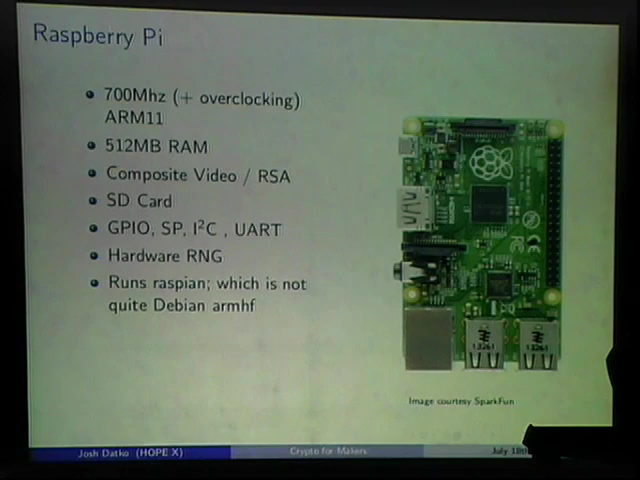 Raspberry Pi
700Mhz (+ overclocking)
ARM11
512MB RAM
Composite Video / RSA
SD Card
GPIO, SP, I²C , UART
Hardware RNG
Runs raspian; which is not
quite Debian armhf
HDMI
Image courtesy SparkFun
Josh Datko (HOPE X)
Crypto for Makers
July